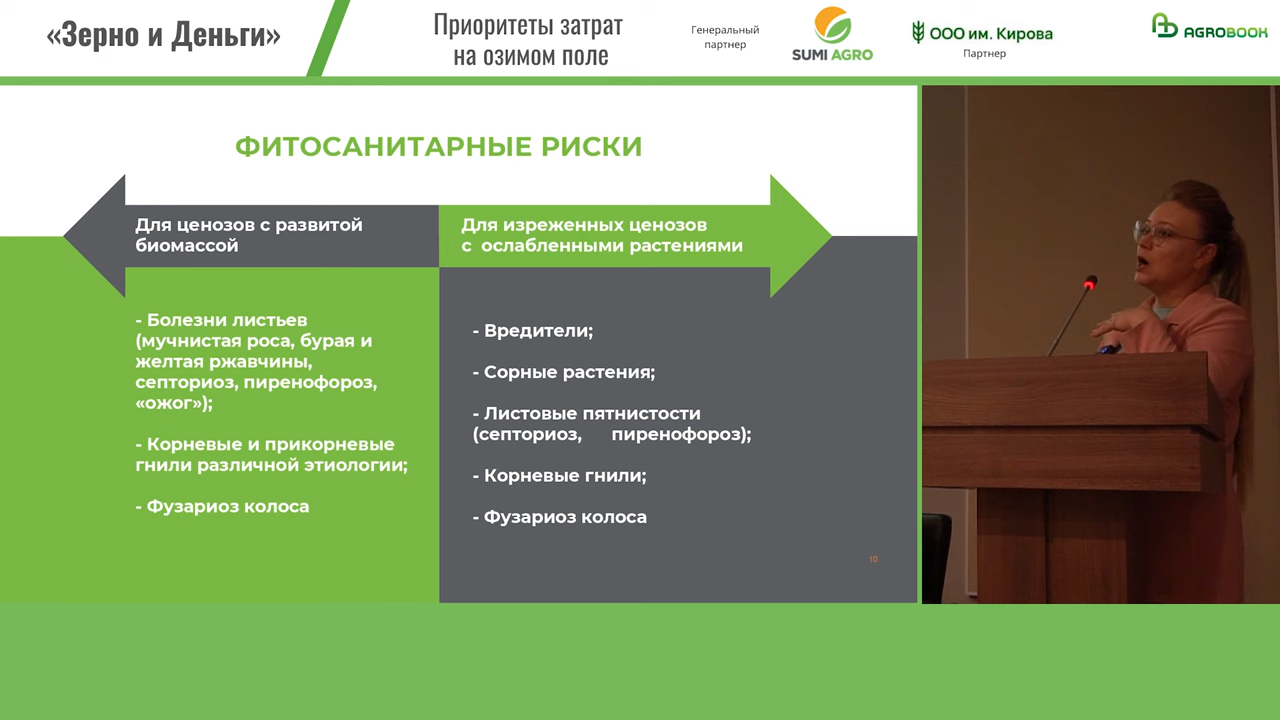 «Зерно и Деньги»
Приоритеты затрат
на озимом поле
Генеральный
партнер
SUMI AGRO
ООО им. Кирова
Партнер
AGROBOOK
ФИТОСАНИТАРНЫЕ РИСКИ
Для ценозов с развитой
биомассой
Для изреженных ценозов
с ослабленными растениями
- Болезни листьев
(мучнистая роса, бурая и
желтая ржавчины,
септориоз, пиренофороз,
«ожог»);
- Корневые и прикорневые
гнили различной этиологии;
- Фузариоз колоса
- Вредители;
- Сорные растения;
- Листовые пятнистости
(септориоз, пиренофороз);
- Корневые гнили;
- Фузариоз колоса
10